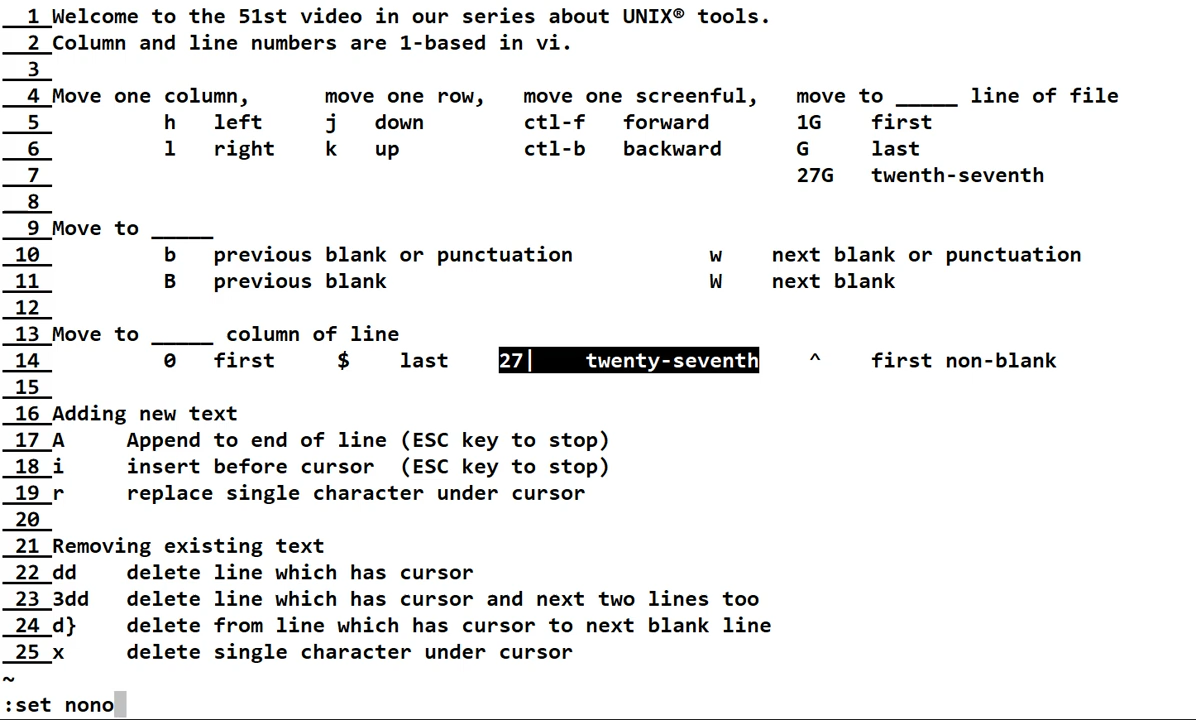 1 Welcome to the 51st video in our series about UNIX® tools.
2 Column and line numbers are 1-based in vi.
3
4 Move one column,      move one row,   move one screenful,   move to _____ line of file
5          h   left     j   down        ctl-f   forward       1G    first
6          l   right    k   up          ctl-b   backward      G     last
7                                                            27G   twenth-seventh
8
9 Move to _____
10         b   previous blank or punctuation           w    next blank or punctuation
11         B   previous blank                          W    next blank
12
13 Move to _____ column of line
14         0   first     $    last    27|    twenty-seventh    ^    first non-blank
15
16 Adding new text
17 A     Append to end of line (ESC key to stop)
18 i     insert before cursor  (ESC key to stop)
19 r     replace single character under cursor
20
21 Removing existing text
22 dd    delete line which has cursor
23 3dd   delete line which has cursor and next two lines too
24 d}    delete from line which has cursor to next blank line
25 x     delete single character under cursor
~
:set nono